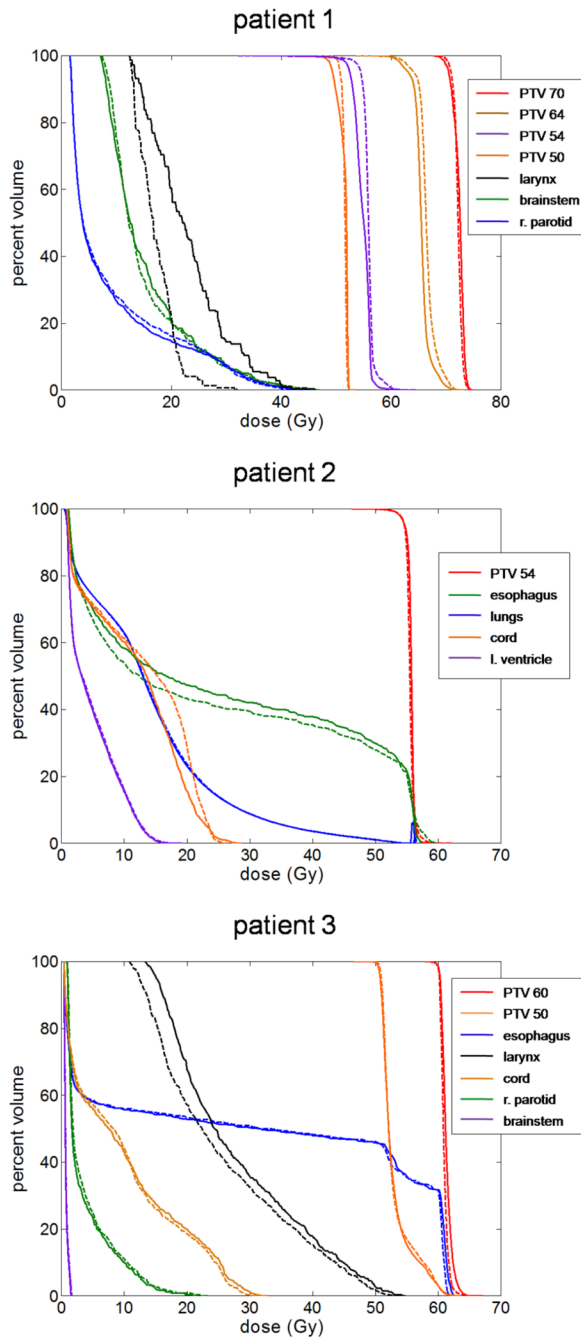 patient 1
percent volume
100
80
60
40
20
0
0 20 40 60 80
dose (Gy)
PTV 70
PTV 64
PTV 54
PTV 50
larynx
brainstem
r. parotid
patient 2
percent volume
100
80
60
40
20
0
0 10 20 30 40 50 60 70
dose (Gy)
PTV 54
esophagus
lungs
cord
l. ventricle
patient 3
percent volume
100
80
60
40
20
0
0 10 20 30 40 50 60 70
dose (Gy)
PTV 60
PTV 50
esophagus
larynx
cord
r. parotid
brainstem